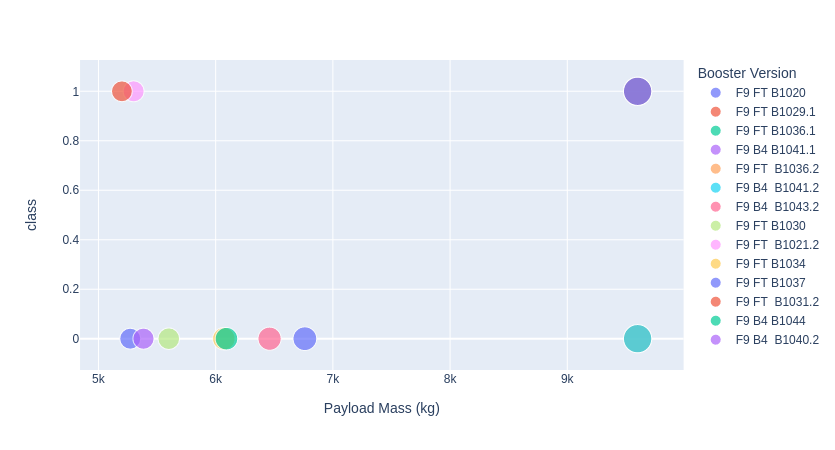 Booster Version
F9 FT B1020
F9 FT B1029.1
F9 FT B1036.1
F9 B4 B1041.1
F9 FT  B1036.2
F9 B4  B1041.2
F9 B4  B1043.2
F9 FT B1030
F9 FT  B1021.2
F9 FT B1034
F9 FT B1037
F9 FT  B1031.2
F9 B4 B1044
F9 B4  B1040.2
class
1
0.8
0.6
0.4
0.2
0
5k 6k 7k 8k 9k
Payload Mass (kg)